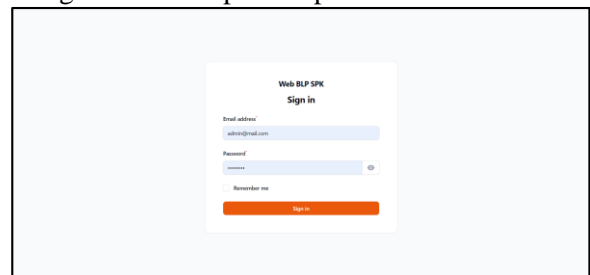 Web BLP SPK
Sign in
Email address*
admin@mail.com
Password*
••••••••
Remember me
Sign in